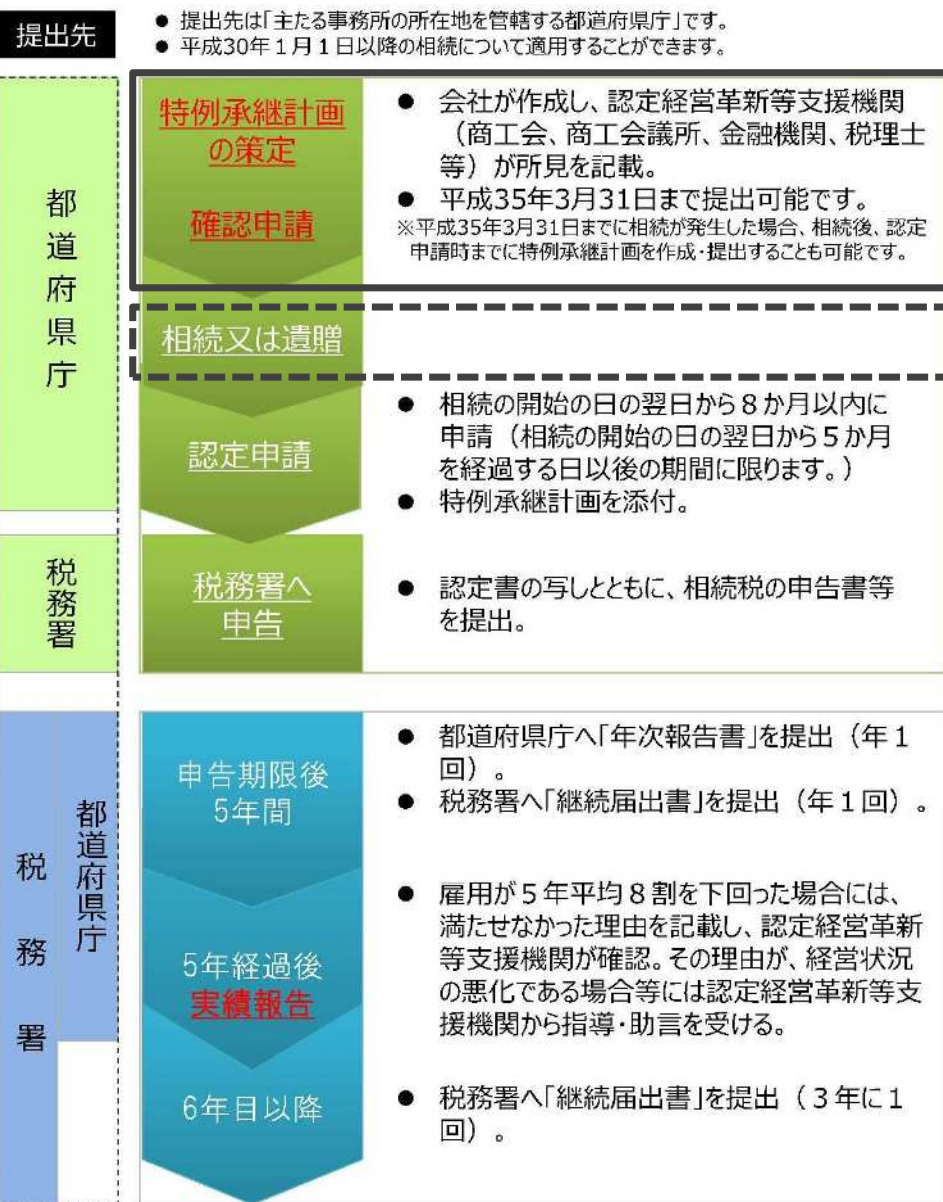 提出先
● 提出先は「主たる事務所の所在地を管轄する都道府県庁」です。
● 平成30年1月1日以降の相続について適用することができます。
都道府県庁
特例承継計画
の策定
確認申請
● 会社が作成し、認定経営革新等支援機関
（商工会、商工会議所、金融機関、税理士
等）が所見を記載。
● 平成35年3月31日まで提出可能です。
※平成35年3月31日までに相続が発生した場合、相続後、認定
申請時までに特例承継計画を作成・提出することも可能です。
相続又は遺贈
認定申請
● 相続の開始の日の翌日から８か月以内に
申請（相続の開始の日の翌日から５か月
を経過する日以後の期間に限ります。）
● 特例承継計画を添付。
税務署
税務署へ
申告
● 認定書の写しとともに、相続税の申告書等
を提出。
税務署
都道府県庁
申告期限後
5年間
● 都道府県庁へ「年次報告書」を提出（年１
回）。
● 税務署へ「継続届出書」を提出（年１回）。
5年経過後
実績報告
● 雇用が５年平均８割を下回った場合には、
満たせなかった理由を記載し、認定経営革新
等支援機関が確認。その理由が、経営状況
の悪化である場合等には認定経営革新等支
援機関から指導・助言を受ける。
6年目以降
● 税務署へ「継続届出書」を提出（３年に１
回）。